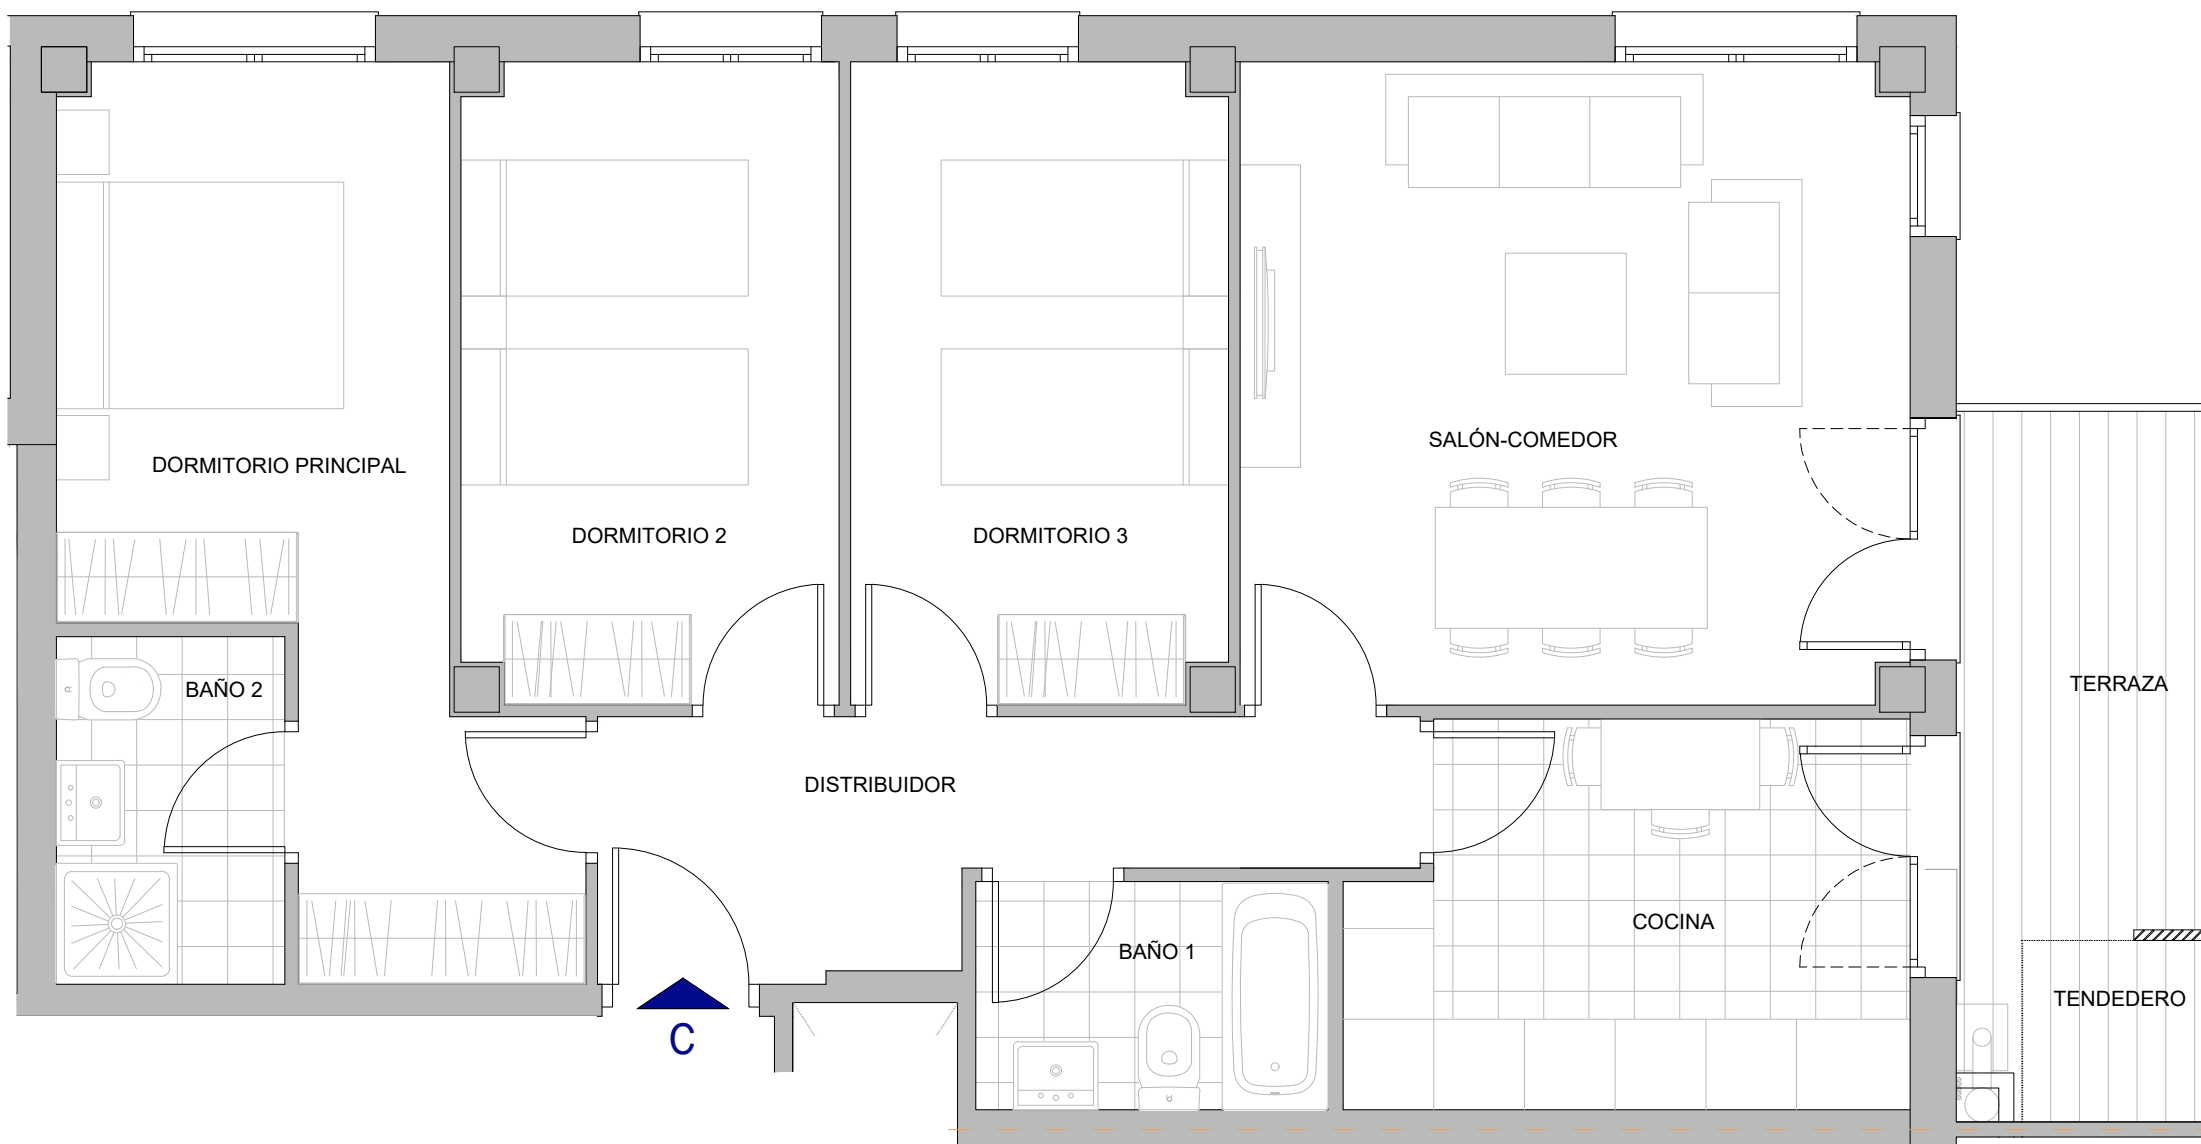 SALÓN-COMEDOR
DORMITORIO PRINCIPAL
DORMITORIO 2
DORMITORIO 3
BAÑO 2
TERRAZA
DISTRIBUIDOR
COCINA
BAÑO 1
TENDEDERO
C